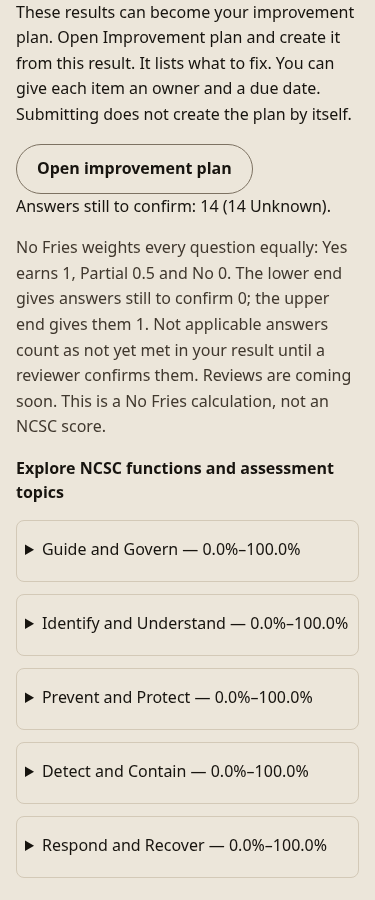 These results can become your improvement
plan. Open Improvement plan and create it
from this result. It lists what to fix. You can
give each item an owner and a due date.
Submitting does not create the plan by itself.
Open improvement plan
Answers still to confirm: 14 (14 Unknown).
No Fries weights every question equally: Yes
earns 1, Partial 0.5 and No 0. The lower end
gives answers still to confirm 0; the upper
end gives them 1. Not applicable answers
count as not yet met in your result until a
reviewer confirms them. Reviews are coming
soon. This is a No Fries calculation, not an
NCSC score.
Explore NCSC functions and assessment
topics
Guide and Govern — 0.0%–100.0%
Identify and Understand — 0.0%–100.0%
Prevent and Protect — 0.0%–100.0%
Detect and Contain — 0.0%–100.0%
Respond and Recover — 0.0%–100.0%